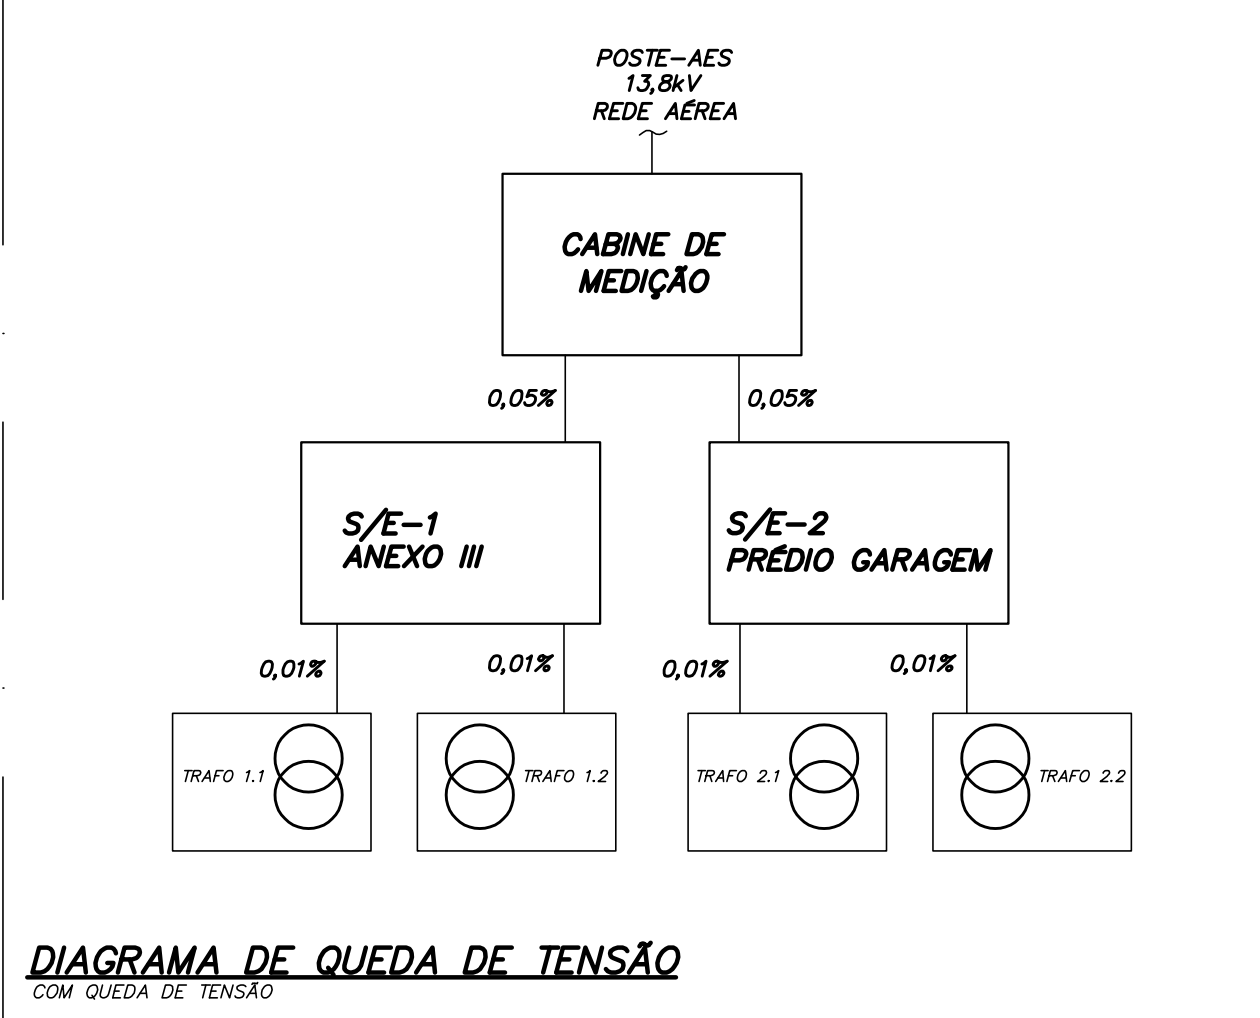 POSTE-AES
13,8kV
REDE AÉREA
CABINE DE
MEDIÇÃO
0,05%
0,05%
S/E-1
ANEXO III
S/E-2
PRÉDIO GARAGEM
0,01%
0,01%
0,01%
0,01%
TRAFO 1.1
TRAFO 1.2
TRAFO 2.1
TRAFO 2.2
DIAGRAMA DE QUEDA DE TENSÃO
COM QUEDA DE TENSÃO